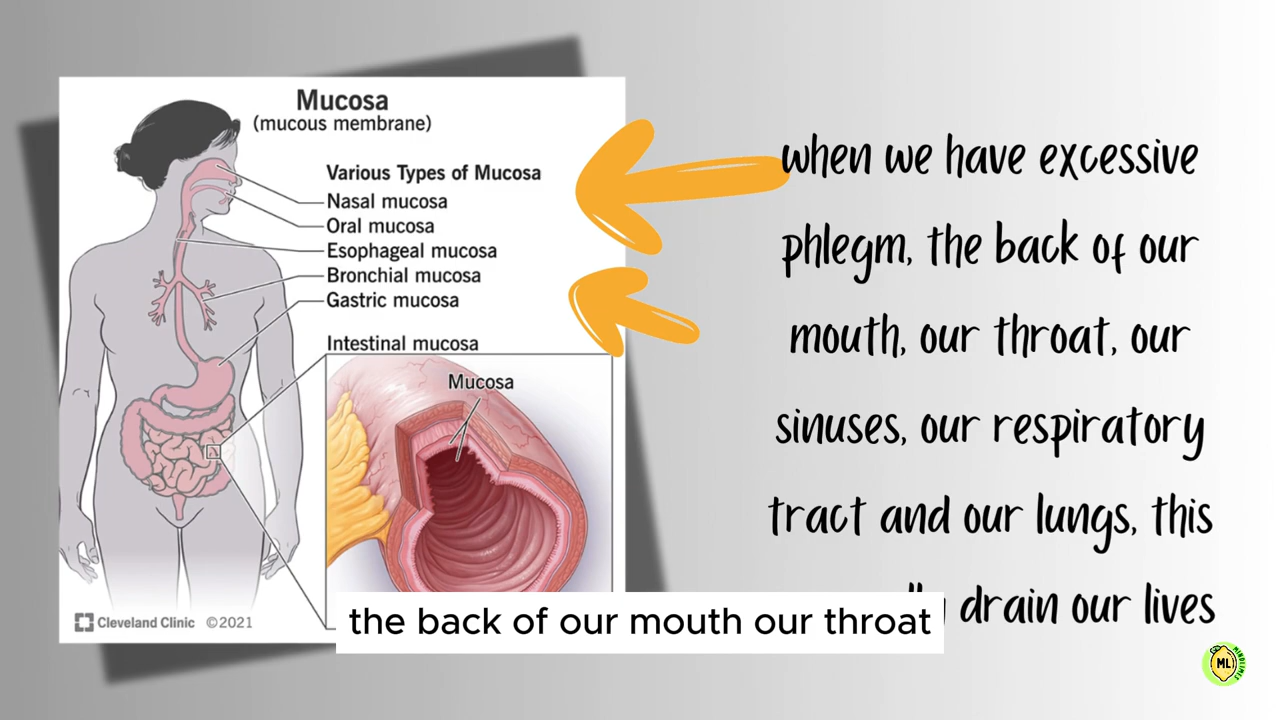 Mucosa
(mucous membrane)
Various Types of Mucosa
Nasal mucosa
Oral mucosa
Esophageal mucosa
Bronchial mucosa
Gastric mucosa
Intestinal mucosa
Mucosa
Cleveland Clinic ©2021
when we have excessive
phlegm, the back of our
mouth, our throat, our
sinuses, our respiratory
tract and our lungs, this
drain our lives
the back of our mouth our throat
ML